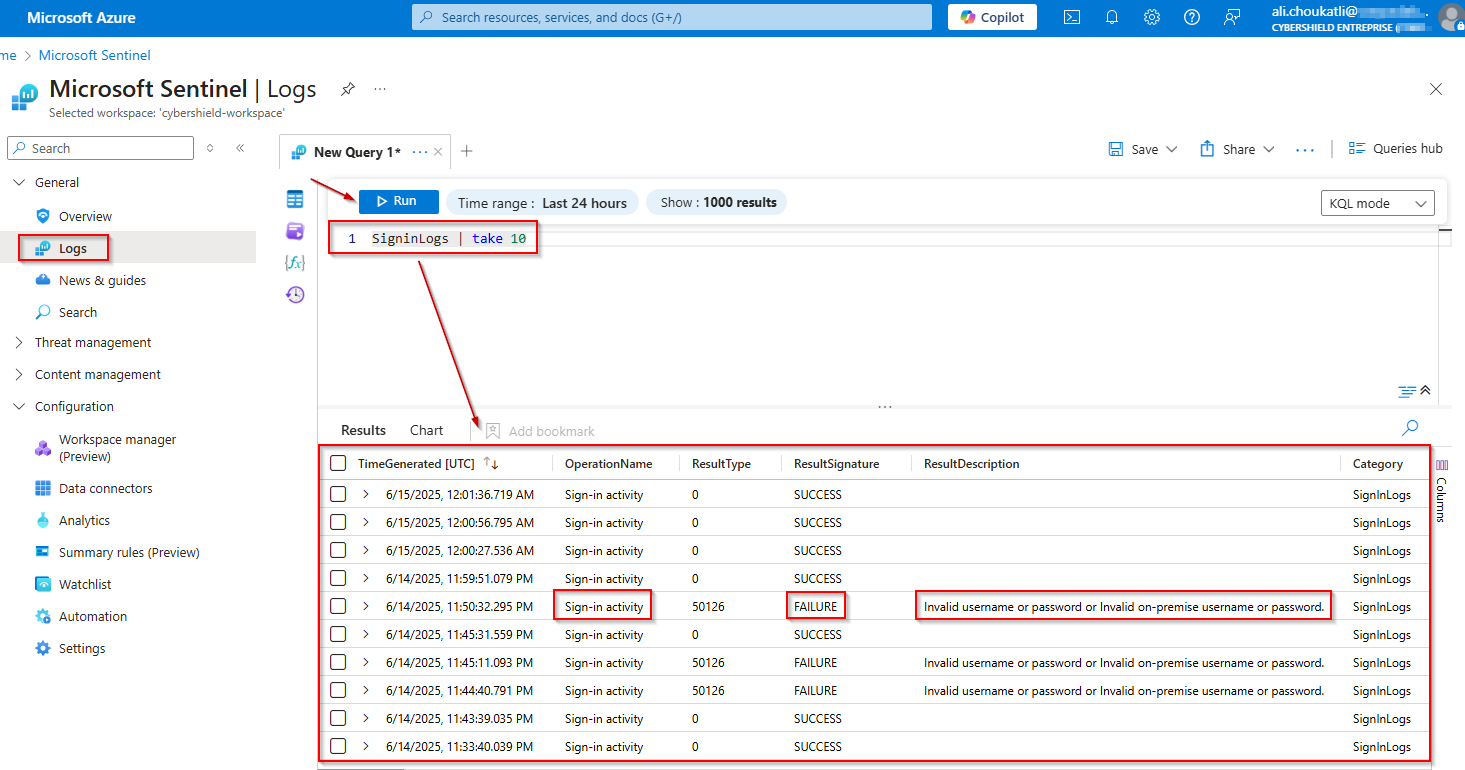 Microsoft Azure
Search resources, services, and docs (G+/)
Copilot
ali.choukatli@
CYBERSHIELD ENTREPRISE (
me > Microsoft Sentinel
Microsoft Sentinel | Logs
Selected workspace: 'cybershield-workspace'
Search
General
Overview
Logs
News & guides
Search
Threat management
Content management
Configuration
Workspace manager
(Preview)
Data connectors
Analytics
Summary rules (Preview)
Watchlist
Automation
Settings
New Query 1*
Save
Share
Queries hub
Run
Time range : Last 24 hours
Show : 1000 results
KQL mode
1 SigninLogs | take 10
Results Chart Add bookmark
TimeGenerated [UTC] OperationName ResultType ResultSignature ResultDescription Category
6/15/2025, 12:01:36.719 AM Sign-in activity 0 SUCCESS SignInLogs
6/15/2025, 12:00:56.795 AM Sign-in activity 0 SUCCESS SignInLogs
6/15/2025, 12:00:27.536 AM Sign-in activity 0 SUCCESS SignInLogs
6/14/2025, 11:59:51.079 PM Sign-in activity 0 SUCCESS SignInLogs
6/14/2025, 11:50:32.295 PM Sign-in activity 50126 FAILURE Invalid username or password or Invalid on-premise username or password. SignInLogs
6/14/2025, 11:45:31.559 PM Sign-in activity 0 SUCCESS SignInLogs
6/14/2025, 11:45:11.093 PM Sign-in activity 50126 FAILURE Invalid username or password or Invalid on-premise username or password. SignInLogs
6/14/2025, 11:44:40.791 PM Sign-in activity 50126 FAILURE Invalid username or password or Invalid on-premise username or password. SignInLogs
6/14/2025, 11:43:39.035 PM Sign-in activity 0 SUCCESS SignInLogs
6/14/2025, 11:33:40.039 PM Sign-in activity 0 SUCCESS SignInLogs
Columns